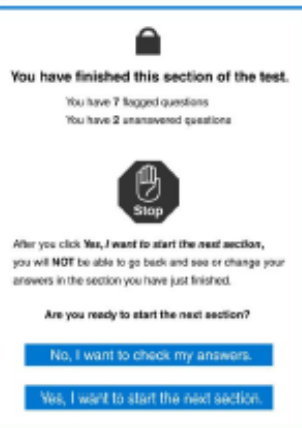 You have finished this section of the test.
You have 7 flagged questions
You have 2 unanswered questions
Stop
After you click Yes, I want to start the next section,
you will NOT be able to go back and see or change your
answers in the section you have just finished.
Are you ready to start the next section?
No, I want to check my answers.
Yes, I want to start the next section.